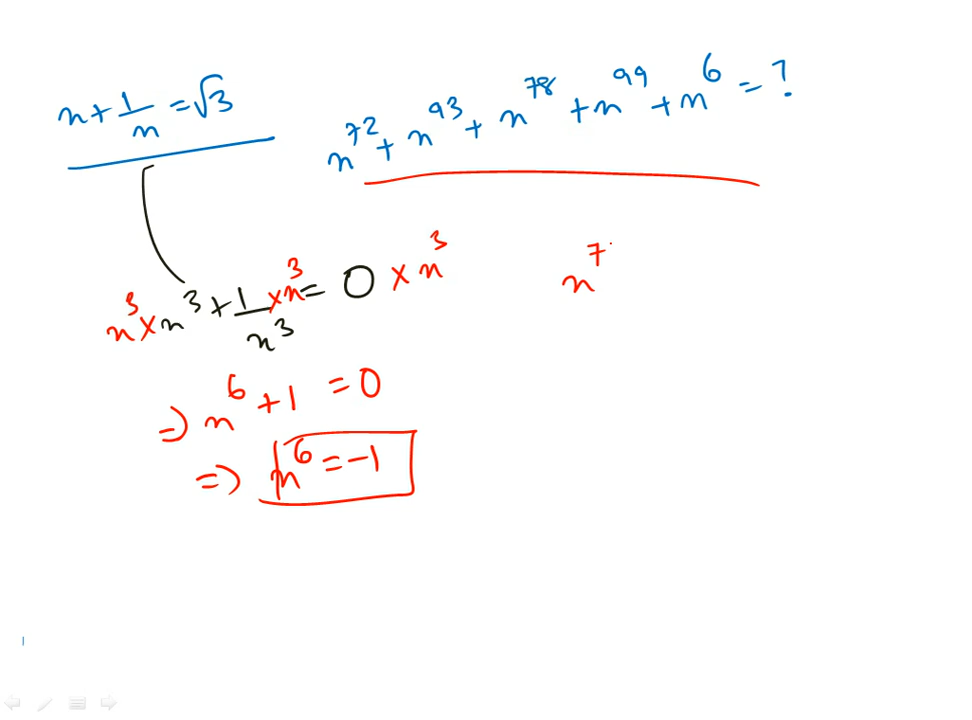 n + 1/n = √3
n^72 + n^93 + n^78 + n^99 + n^6 = ?
n^3 × n^3 + 1/n^3 × n^3 = 0 × n^3
n^7
⇒ n^6 + 1 = 0
⇒ n^6 = -1